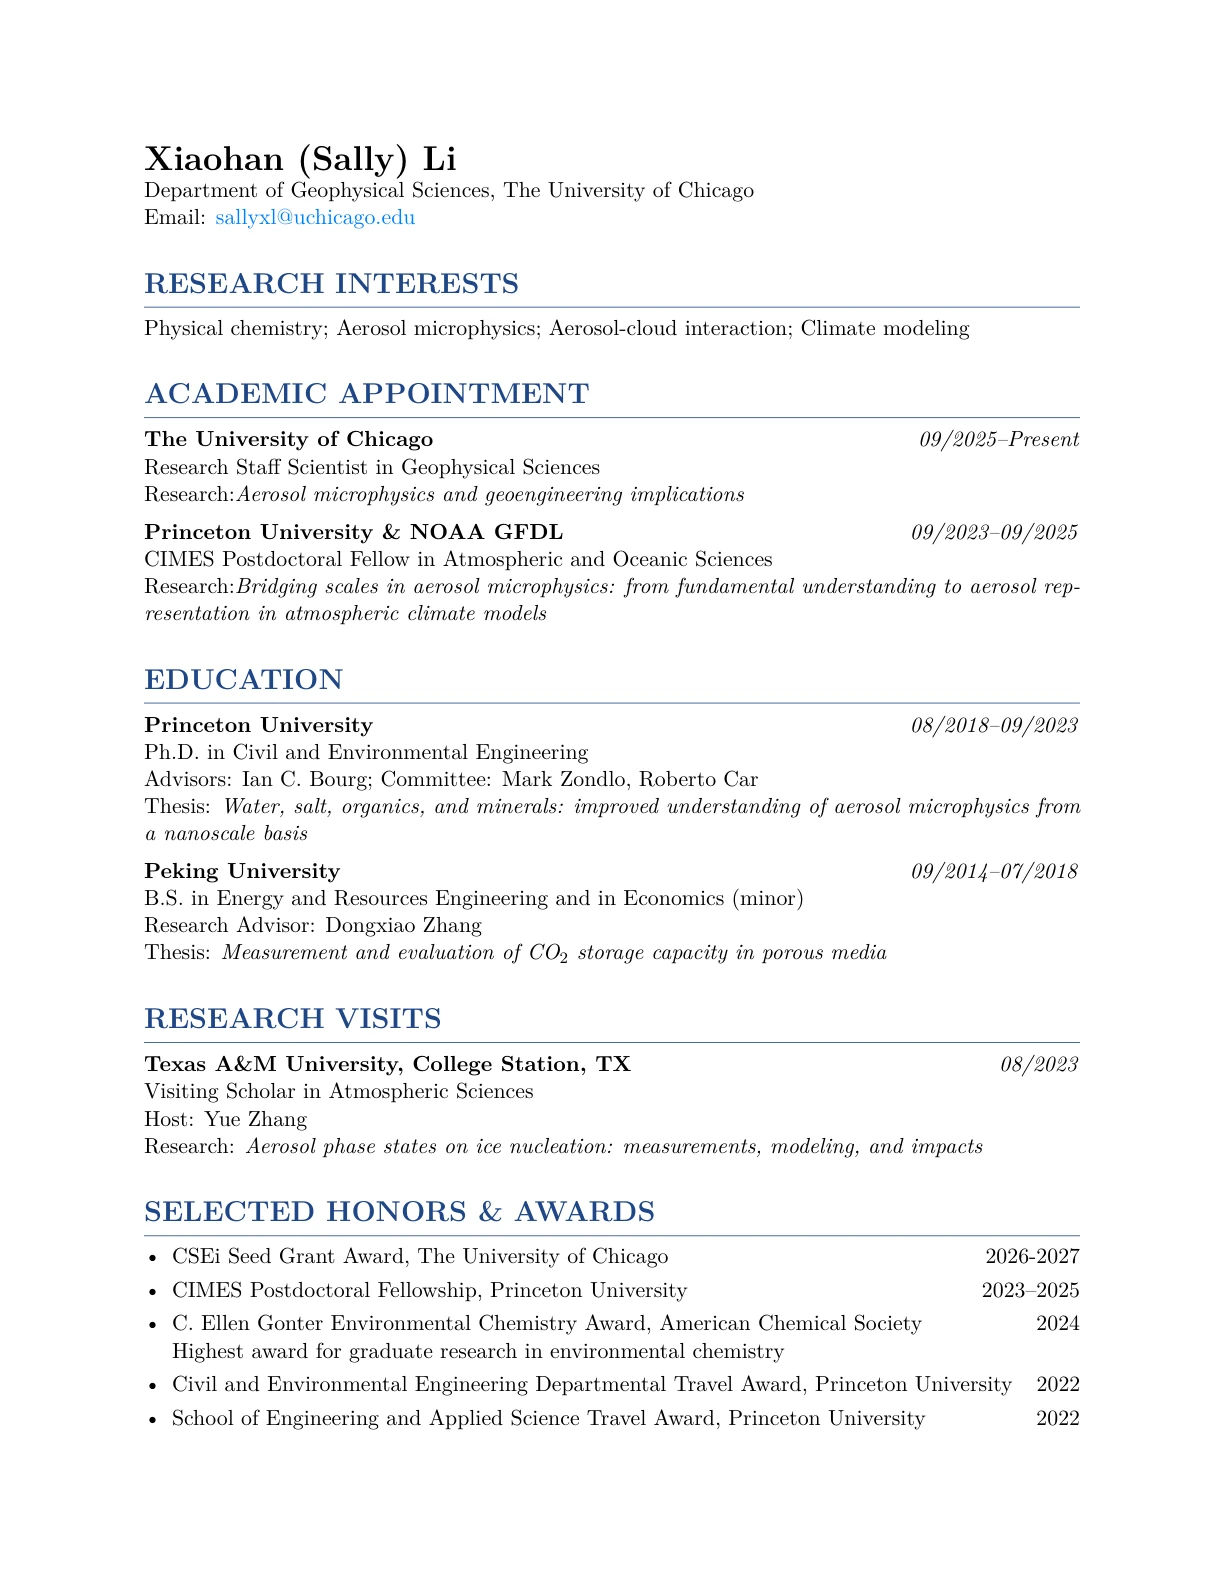 Xiaohan (Sally) Li
Department of Geophysical Sciences, The University of Chicago
Email: sallyxl@uchicago.edu
RESEARCH INTERESTS
Physical chemistry; Aerosol microphysics; Aerosol-cloud interaction; Climate modeling
ACADEMIC APPOINTMENT
The University of Chicago 09/2025–Present
Research Staff Scientist in Geophysical Sciences
Research:Aerosol microphysics and geoengineering implications
Princeton University & NOAA GFDL 09/2023–09/2025
CIMES Postdoctoral Fellow in Atmospheric and Oceanic Sciences
Research:Bridging scales in aerosol microphysics: from fundamental understanding to aerosol rep-
resentation in atmospheric climate models
EDUCATION
Princeton University 08/2018–09/2023
Ph.D. in Civil and Environmental Engineering
Advisors: Ian C. Bourg; Committee: Mark Zondlo, Roberto Car
Thesis: Water, salt, organics, and minerals: improved understanding of aerosol microphysics from
a nanoscale basis
Peking University 09/2014–07/2018
B.S. in Energy and Resources Engineering and in Economics (minor)
Research Advisor: Dongxiao Zhang
Thesis: Measurement and evaluation of CO₂ storage capacity in porous media
RESEARCH VISITS
Texas A&M University, College Station, TX 08/2023
Visiting Scholar in Atmospheric Sciences
Host: Yue Zhang
Research: Aerosol phase states on ice nucleation: measurements, modeling, and impacts
SELECTED HONORS & AWARDS
• CSEi Seed Grant Award, The University of Chicago 2026-2027
• CIMES Postdoctoral Fellowship, Princeton University 2023–2025
• C. Ellen Gonter Environmental Chemistry Award, American Chemical Society 2024
Highest award for graduate research in environmental chemistry
• Civil and Environmental Engineering Departmental Travel Award, Princeton University 2022
• School of Engineering and Applied Science Travel Award, Princeton University 2022